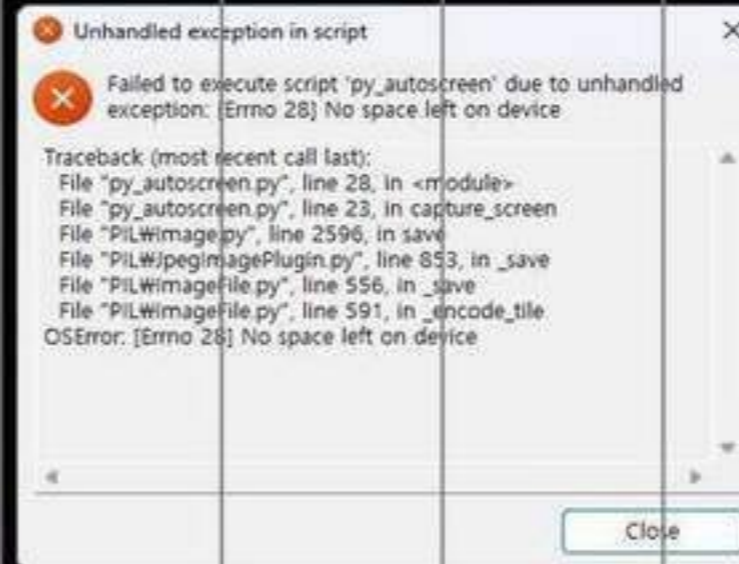 Unhandled exception in script
Failed to execute script 'py_autoscreen' due to unhandled
exception: [Errno 28] No space left on device
Traceback (most recent call last):
File "py_autoscreen.py", line 28, in <module>
File "py_autoscreen.py", line 23, in capture_screen
File "PIL₩Image.py", line 2596, in save
File "PIL₩JpegImagePlugin.py", line 853, in _save
File "PIL₩ImageFile.py", line 556, in _save
File "PIL₩ImageFile.py", line 591, in _encode_tile
OSError: [Errno 28] No space left on device
Close